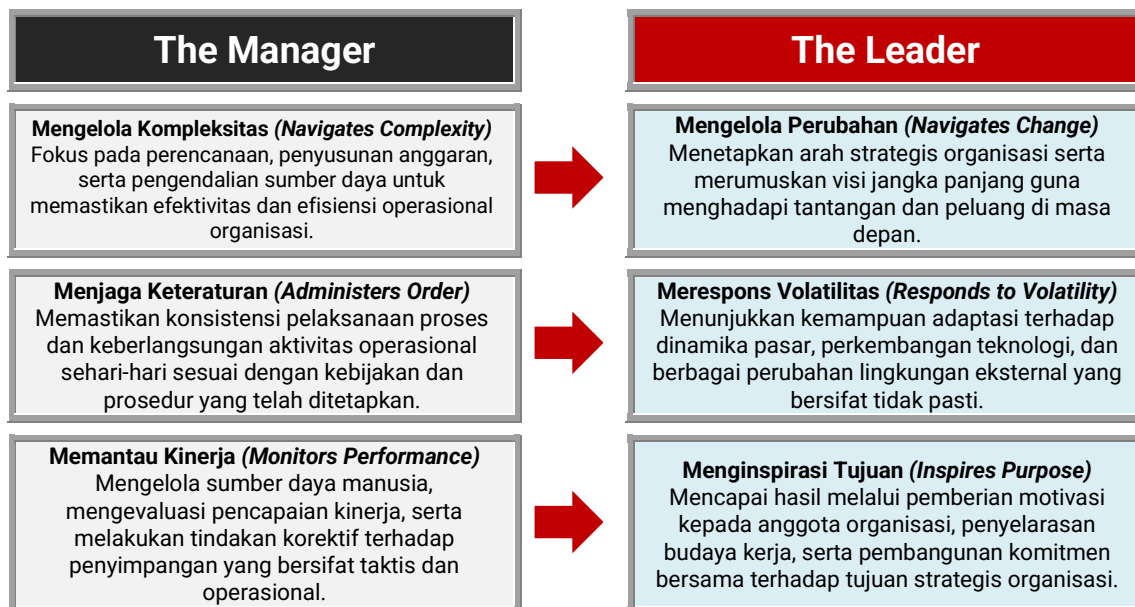 The Manager
The Leader
Mengelola Kompleksitas (Navigates Complexity)
Fokus pada perencanaan, penyusunan anggaran,
serta pengendalian sumber daya untuk
memastikan efektivitas dan efisiensi operasional
organisasi.
Mengelola Perubahan (Navigates Change)
Menetapkan arah strategis organisasi serta
merumuskan visi jangka panjang guna
menghadapi tantangan dan peluang di masa
depan.
Menjaga Keteraturan (Administers Order)
Memastikan konsistensi pelaksanaan proses
dan keberlangsungan aktivitas operasional
sehari-hari sesuai dengan kebijakan dan
prosedur yang telah ditetapkan.
Merespons Volatilitas (Responds to Volatility)
Menunjukkan kemampuan adaptasi terhadap
dinamika pasar, perkembangan teknologi, dan
berbagai perubahan lingkungan eksternal yang
bersifat tidak pasti.
Memantau Kinerja (Monitors Performance)
Mengelola sumber daya manusia,
mengevaluasi pencapaian kinerja, serta
melakukan tindakan korektif terhadap
penyimpangan yang bersifat taktis dan
operasional.
Menginspirasi Tujuan (Inspires Purpose)
Mencapai hasil melalui pemberian motivasi
kepada anggota organisasi, penyelarasan
budaya kerja, serta pembangunan komitmen
bersama terhadap tujuan strategis organisasi.